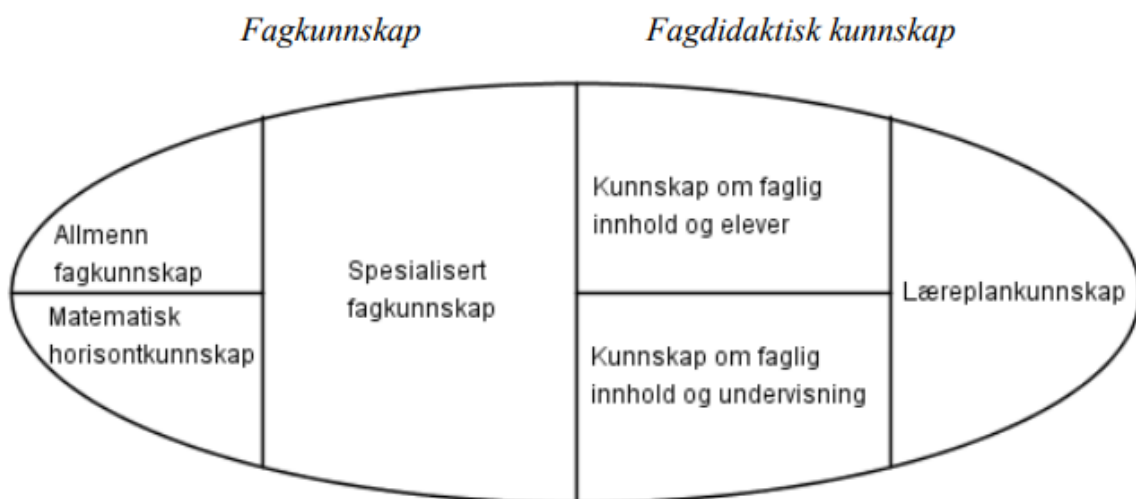 Fagkunnskap
Fagdidaktisk kunnskap
Allmenn
fagkunnskap
Matematisk
horisontkunnskap
Spesialisert
fagkunnskap
Kunnskap om faglig
innhold og elever
Kunnskap om faglig
innhold og undervisning
Læreplankunnskap